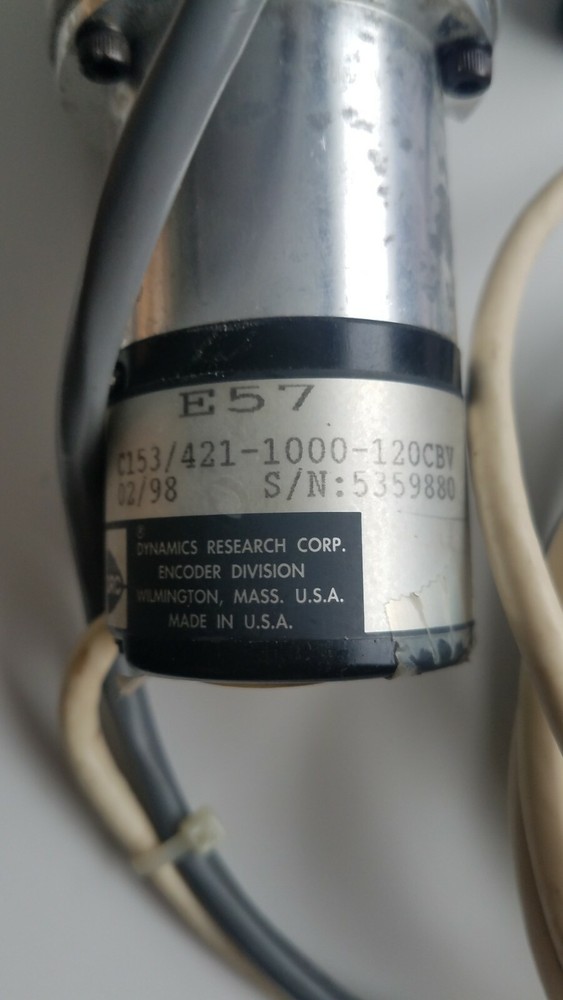 E57
C153/421-1000-120CBV
02/98 S/N:5359880
®
DYNAMICS RESEARCH CORP.
ENCODER DIVISION
WILMINGTON, MASS. U.S.A.
MADE IN U.S.A.